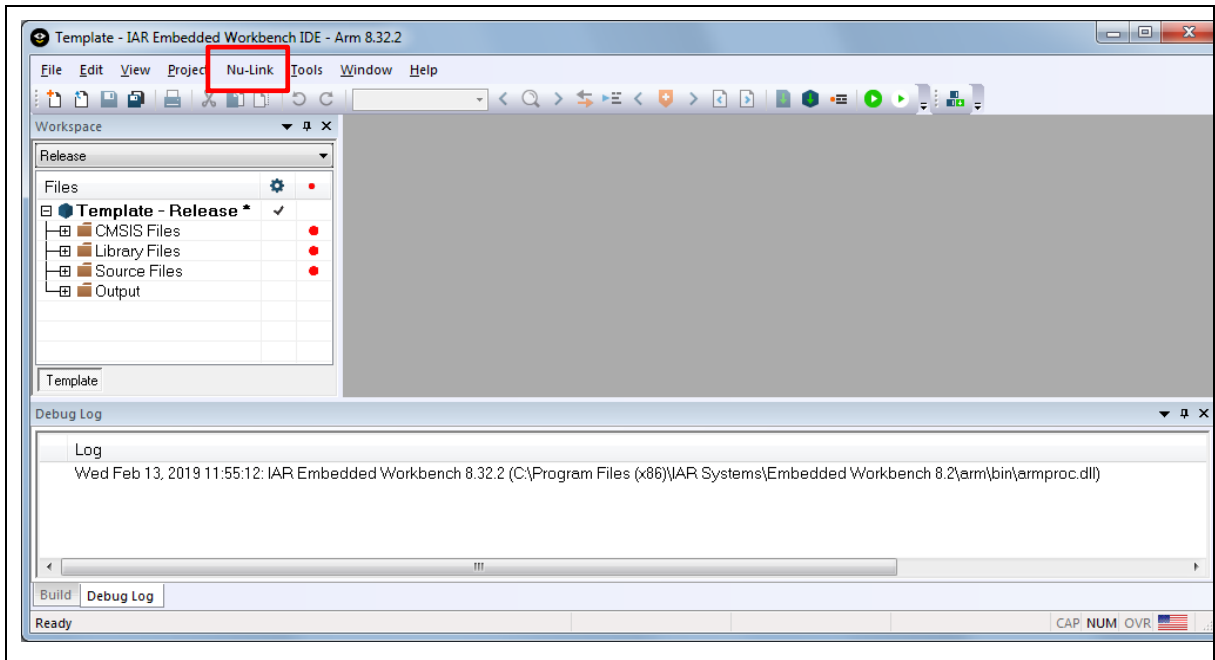 Template - IAR Embedded Workbench IDE - Arm 8.32.2
File Edit View Project Nu-Link Tools Window Help
Workspace
Release
Files
Template - Release *
CMSIS Files
Library Files
Source Files
Output
Template
Debug Log
Log
Wed Feb 13, 2019 11:55:12: IAR Embedded Workbench 8.32.2 (C:\Program Files (x86)\IAR Systems\Embedded Workbench 8.2\arm\bin\armproc.dll)
Build Debug Log
Ready CAP NUM OVR